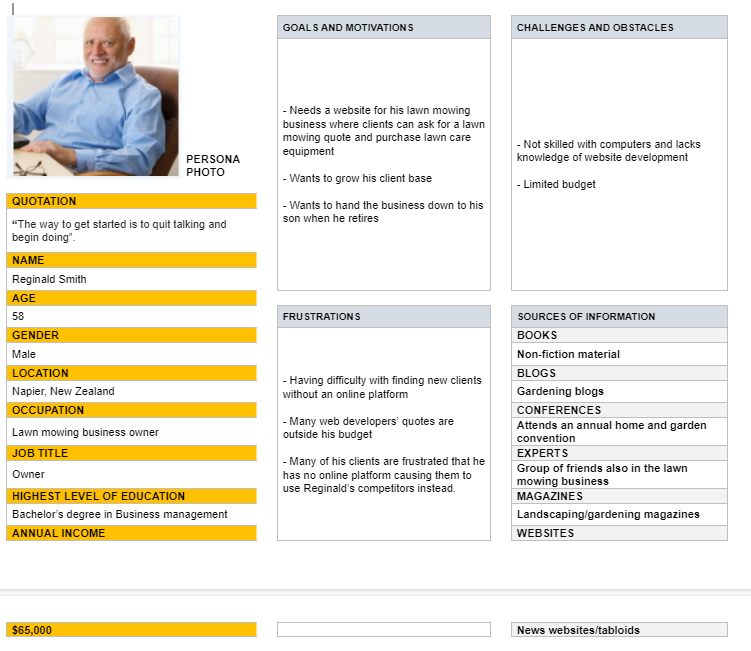 PERSONA
PHOTO
QUOTATION
“The way to get started is to quit talking and
begin doing”.
NAME
Reginald Smith
AGE
58
GENDER
Male
LOCATION
Napier, New Zealand
OCCUPATION
Lawn mowing business owner
JOB TITLE
Owner
HIGHEST LEVEL OF EDUCATION
Bachelor’s degree in Business management
ANNUAL INCOME
$65,000
GOALS AND MOTIVATIONS
- Needs a website for his lawn mowing
business where clients can ask for a lawn
mowing quote and purchase lawn care
equipment
- Wants to grow his client base
- Wants to hand the business down to his
son when he retires
CHALLENGES AND OBSTACLES
- Not skilled with computers and lacks
knowledge of website development
- Limited budget
FRUSTRATIONS
- Having difficulty with finding new clients
without an online platform
- Many web developers’ quotes are
outside his budget
- Many of his clients are frustrated that he
has no online platform causing them to
use Reginald’s competitors instead.
SOURCES OF INFORMATION
BOOKS
Non-fiction material
BLOGS
Gardening blogs
CONFERENCES
Attends an annual home and garden
convention
EXPERTS
Group of friends also in the lawn
mowing business
MAGAZINES
Landscaping/gardening magazines
WEBSITES
News websites/tabloids